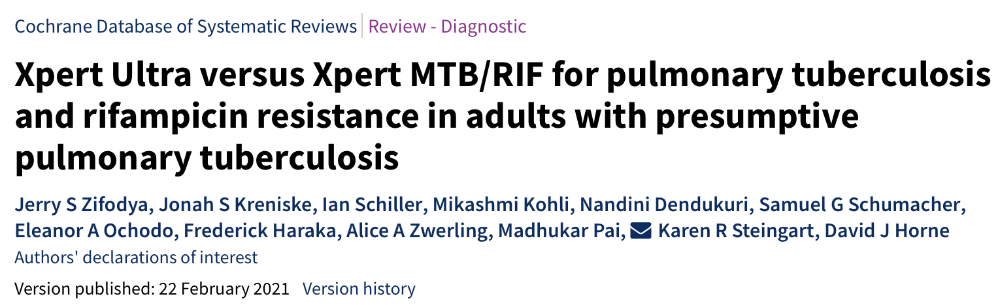 Cochrane Database of Systematic Reviews | Review - Diagnostic
Xpert Ultra versus Xpert MTB/RIF for pulmonary tuberculosis
and rifampicin resistance in adults with presumptive
pulmonary tuberculosis
Jerry S Zifodya, Jonah S Kreniske, Ian Schiller, Mikashmi Kohli, Nandini Dendukuri, Samuel G Schumacher,
Eleanor A Ochodo, Frederick Haraka, Alice A Zwerling, Madhukar Pai, Karen R Steingart, David J Horne
Authors' declarations of interest
Version published: 22 February 2021 Version history